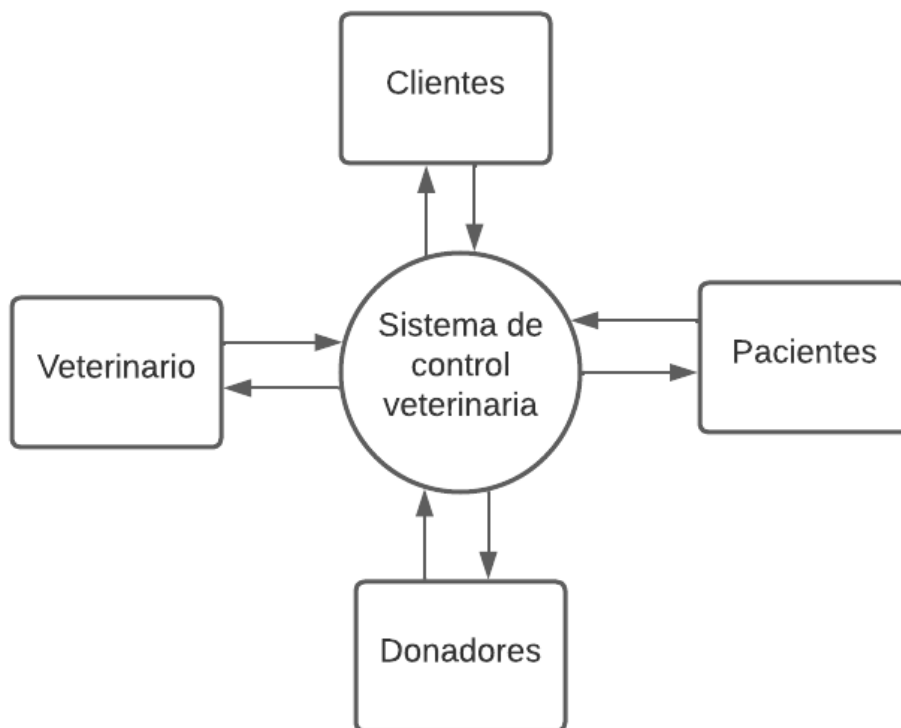 Clientes
Sistema de
control
veterinaria
Veterinario
Pacientes
Donadores